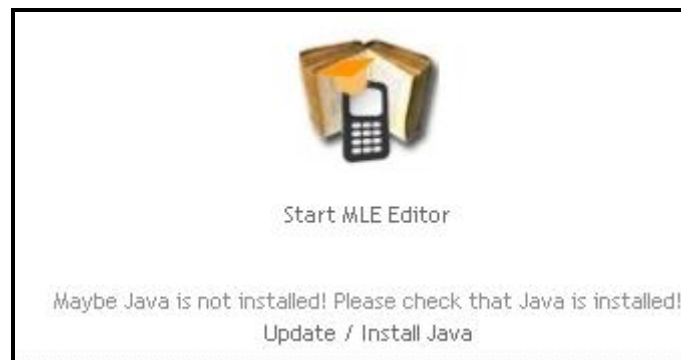 Start MLE Editor
Maybe Java is not installed! Please check that Java is installed!
Update / Install Java